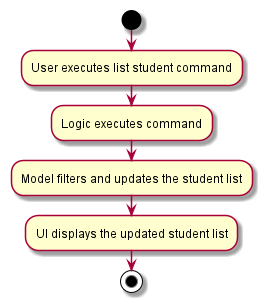 User executes list student command
Logic executes command
Model filters and updates the student list
UI displays the updated student list